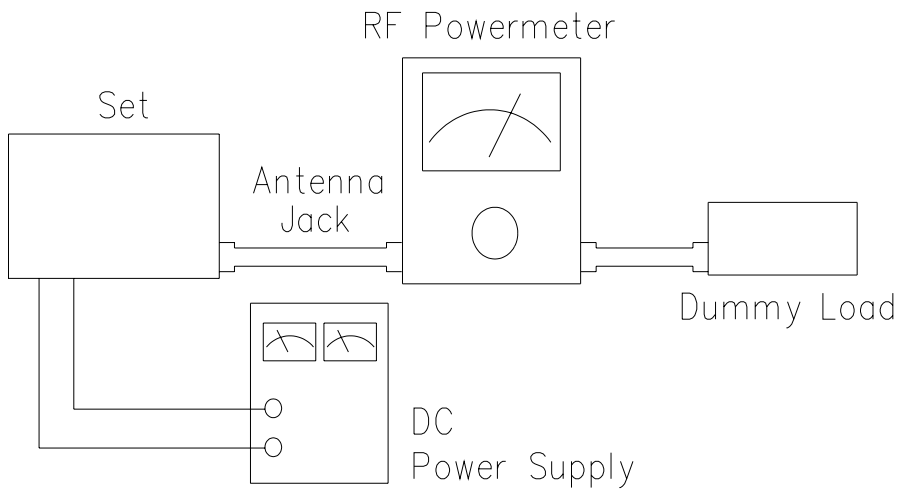 RF Powermeter
Set
Antenna
Jack
Dummy Load
DC
Power Supply